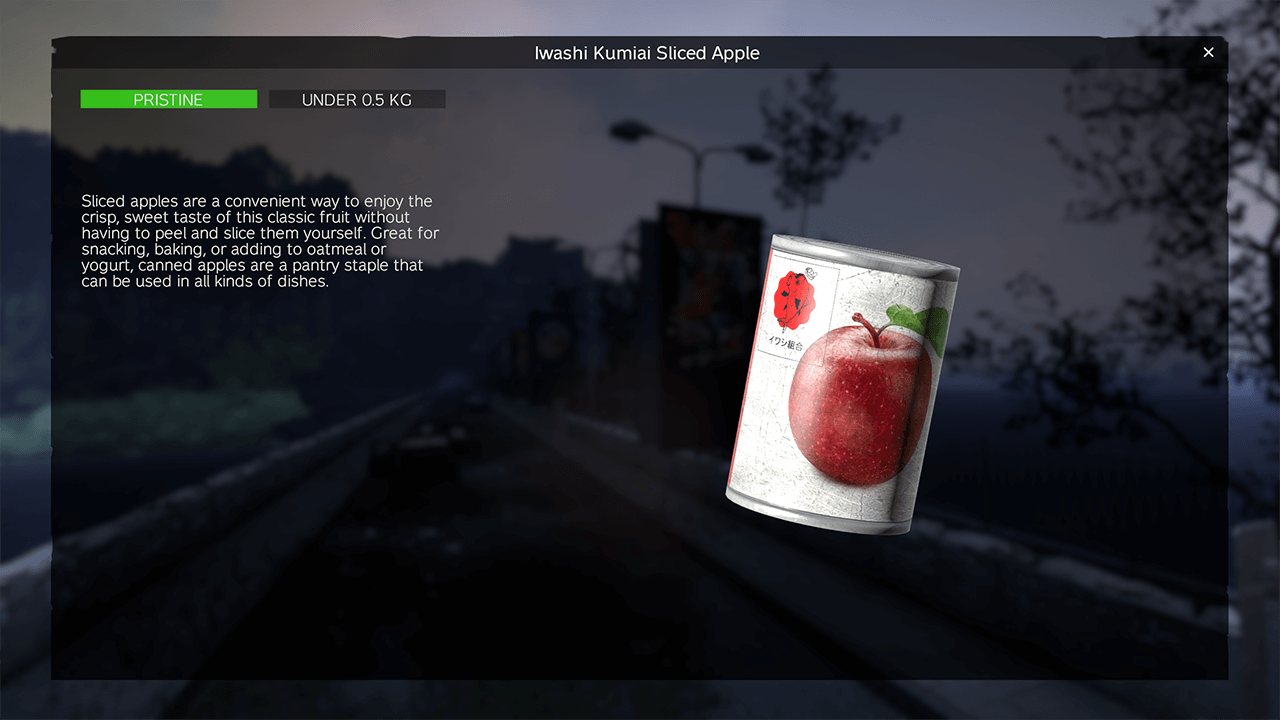 Iwashi Kumiai Sliced Apple
×
PRISTINE
UNDER 0.5 KG
Sliced apples are a convenient way to enjoy the
crisp, sweet taste of this classic fruit without
having to peel and slice them yourself. Great for
snacking, baking, or adding to oatmeal or
yogurt, canned apples are a pantry staple that
can be used in all kinds of dishes.
イワシ組合